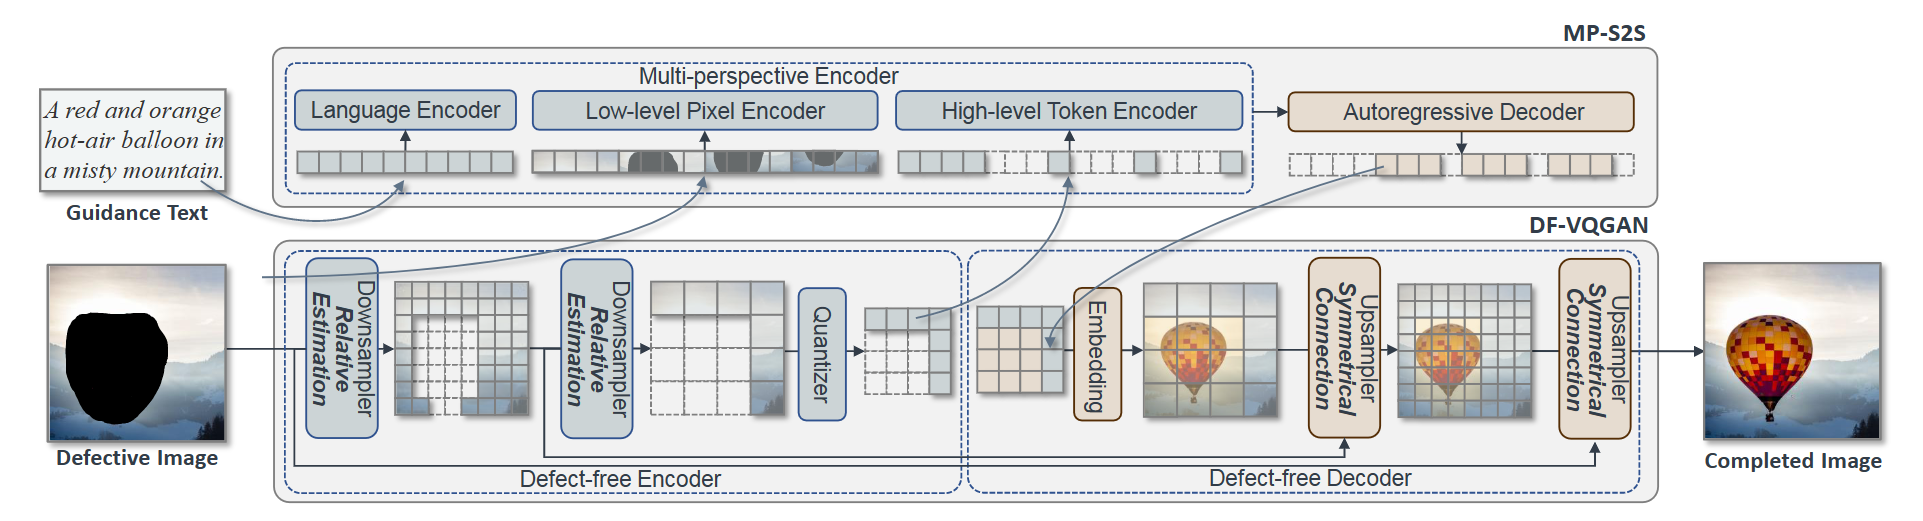 MP-S2S
Multi-perspective Encoder
Language Encoder
Low-level Pixel Encoder
High-level Token Encoder
Autoregressive Decoder
A red and orange
hot-air balloon in
a misty mountain.
Guidance Text
DF-VQGAN
Downsampler
Relative
Estimation
Downsampler
Relative
Estimation
Quantizer
Embedding
Upsampler
Symmetrical
Connection
Upsampler
Symmetrical
Connection
Defective Image
Completed Image
Defect-free Encoder
Defect-free Decoder